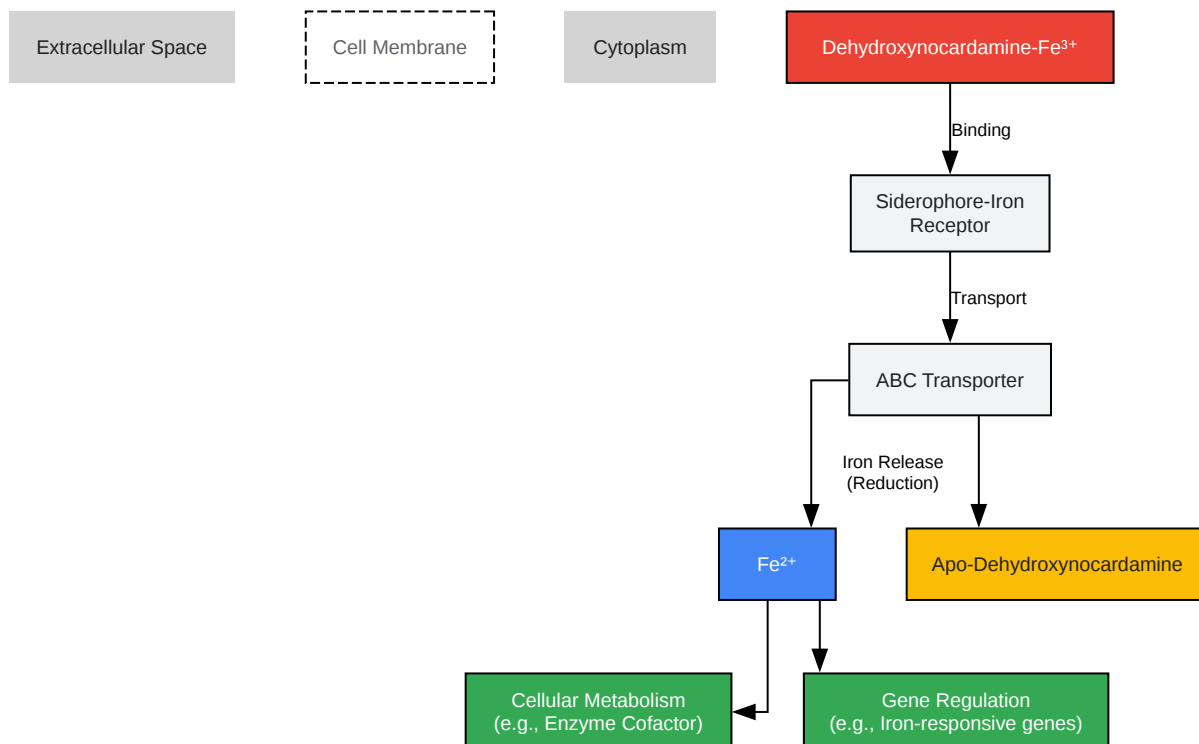 Extracellular Space
Cell Membrane
Cytoplasm
Dehydroxynocardamine-Fe³⁺
Binding
Siderophore-Iron
Receptor
Transport
ABC Transporter
Iron Release
(Reduction)
Fe²⁺
Apo-Dehydroxynocardamine
Cellular Metabolism
(e.g., Enzyme Cofactor)
Gene Regulation
(e.g., Iron-responsive genes)